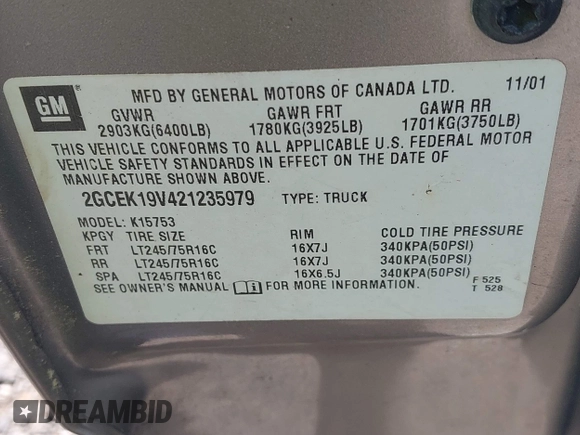 GM
MFD BY GENERAL MOTORS OF CANADA LTD. 11/01
GVWR GAWR FRT GAWR RR
2903KG(6400LB) 1780KG(3925LB) 1701KG(3750LB)
THIS VEHICLE CONFORMS TO ALL APPLICABLE U.S. FEDERAL MOTOR
VEHICLE SAFETY STANDARDS IN EFFECT ON THE DATE OF
MANUFACTURE SHOWN ABOVE.
2GCEK19V421235979 TYPE: TRUCK
MODEL: K15753
KPGY TIRE SIZE RIM COLD TIRE PRESSURE
FRT LT245/75R16C 16X7J 340KPA(50PSI)
RR LT245/75R16C 16X7J 340KPA(50PSI)
SPA LT245/75R16C 16X6.5J 340KPA(50PSI)
SEE OWNER'S MANUAL FOR MORE INFORMATION.
F 525
T 528
DREAMBID